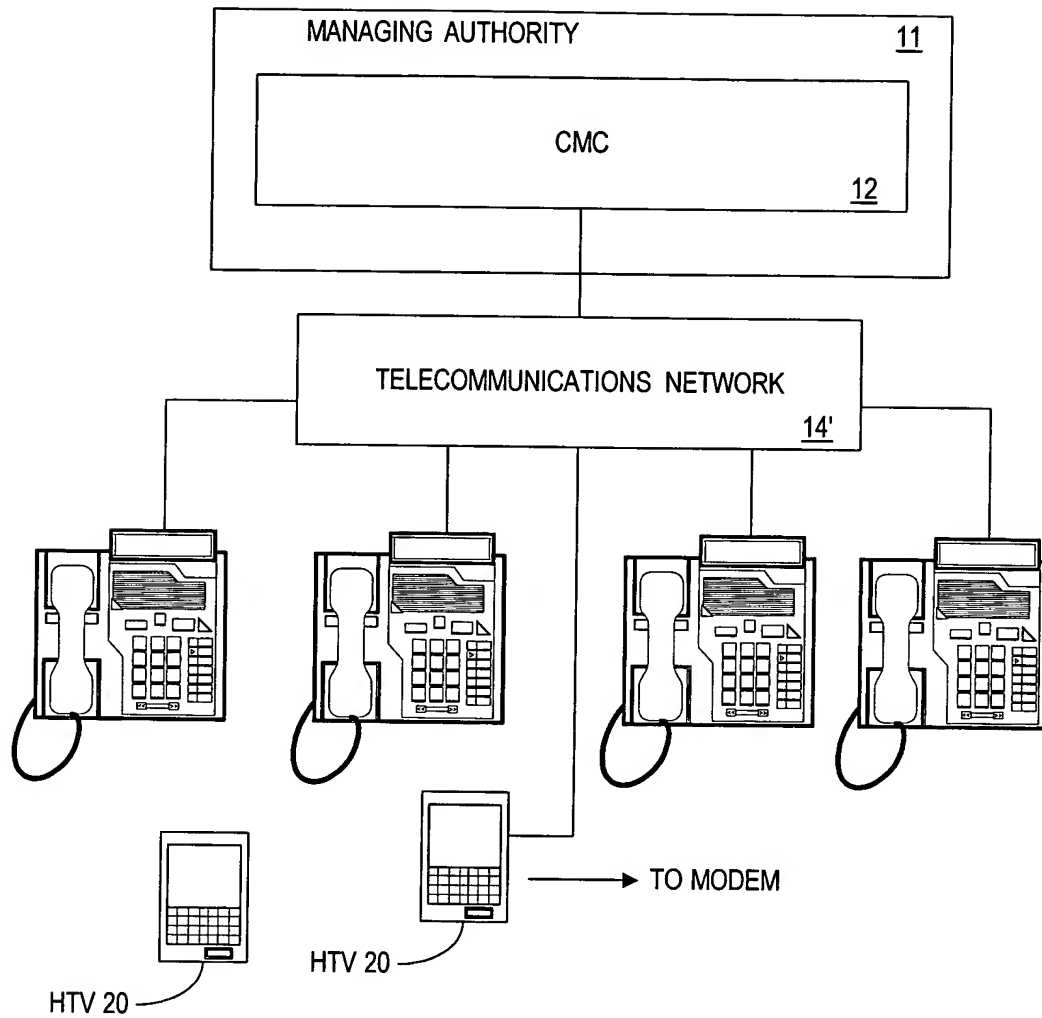 MANAGING AUTHORITY 11
CMC
12
TELECOMMUNICATIONS NETWORK
14'
TO MODEM
HTV 20
HTV 20